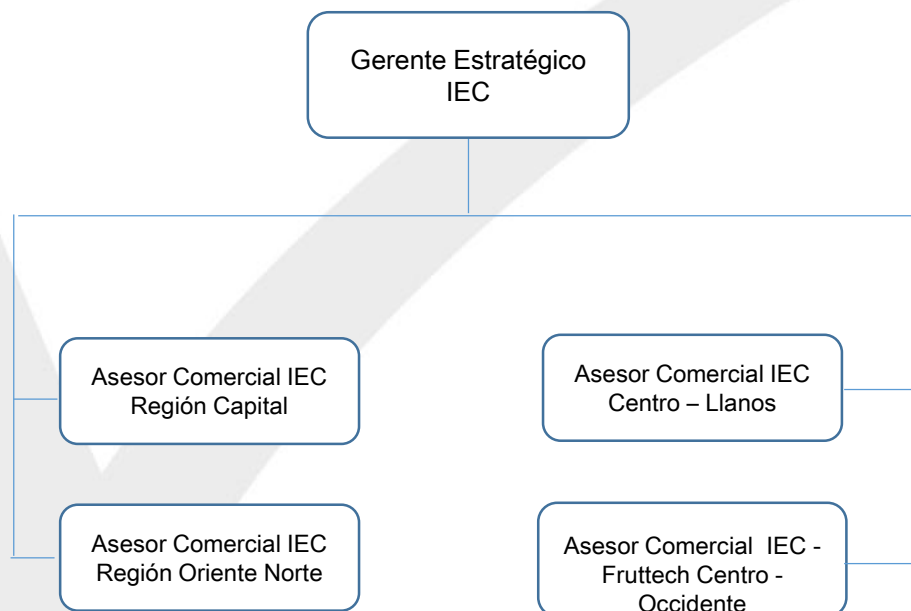 Gerente Estratégico
IEC
Asesor Comercial IEC
Región Capital
Asesor Comercial IEC
Centro – Llanos
Asesor Comercial IEC
Región Oriente Norte
Asesor Comercial IEC -
Fruttech Centro -
Occidente